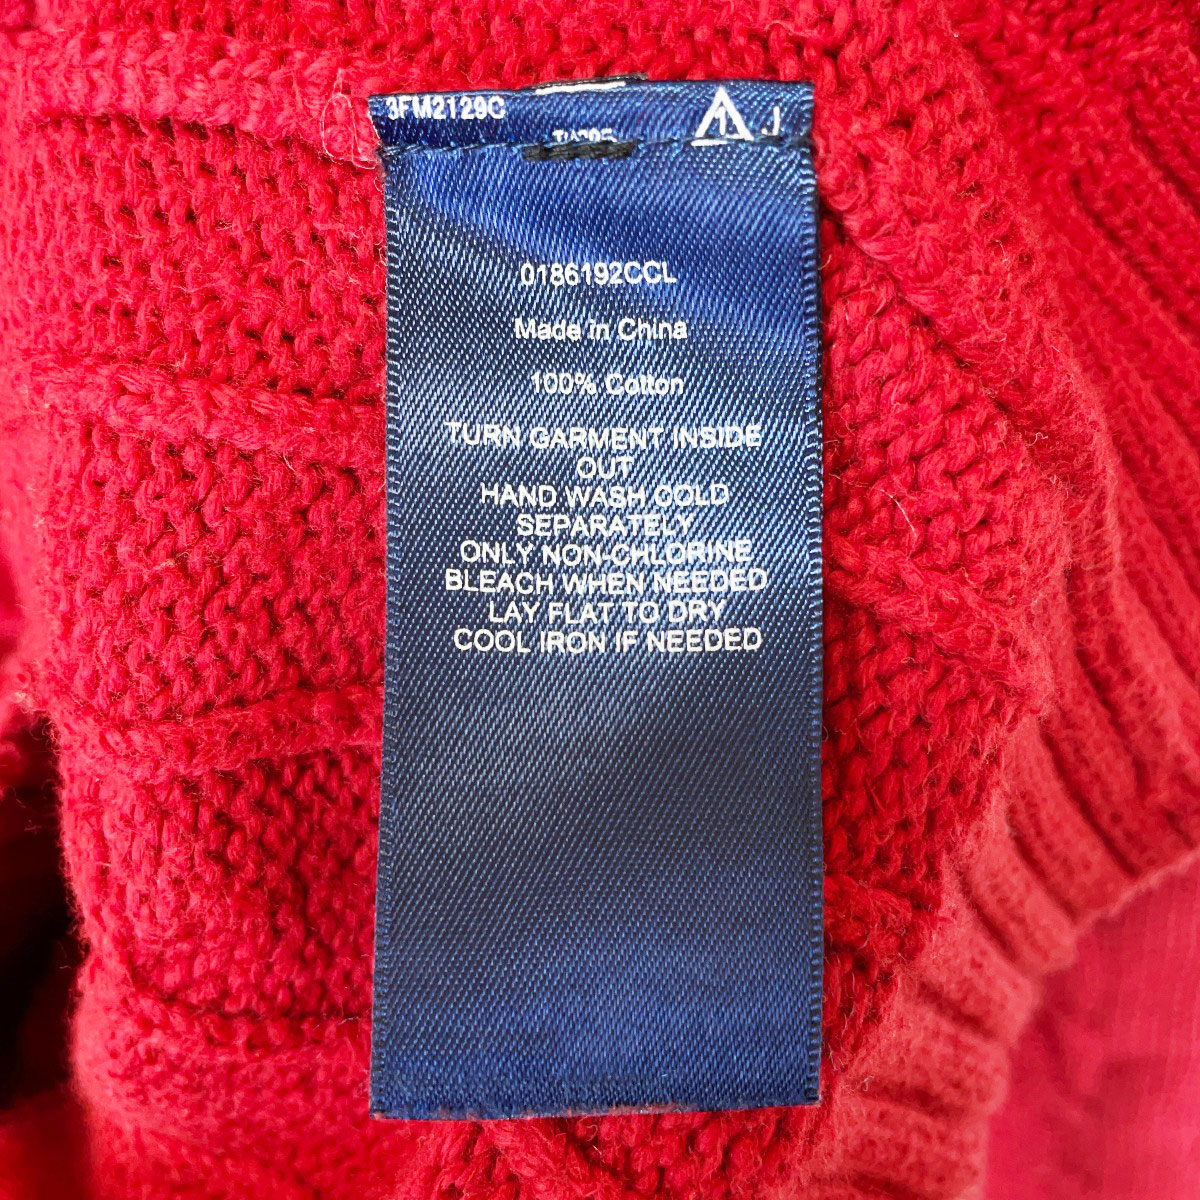 3FM2129C
1 J
0186192CCL
Made in China
100% Cotton
TURN GARMENT INSIDE
OUT
HAND WASH COLD
SEPARATELY
ONLY NON-CHLORINE
BLEACH WHEN NEEDED
LAY FLAT TO DRY
COOL IRON IF NEEDED